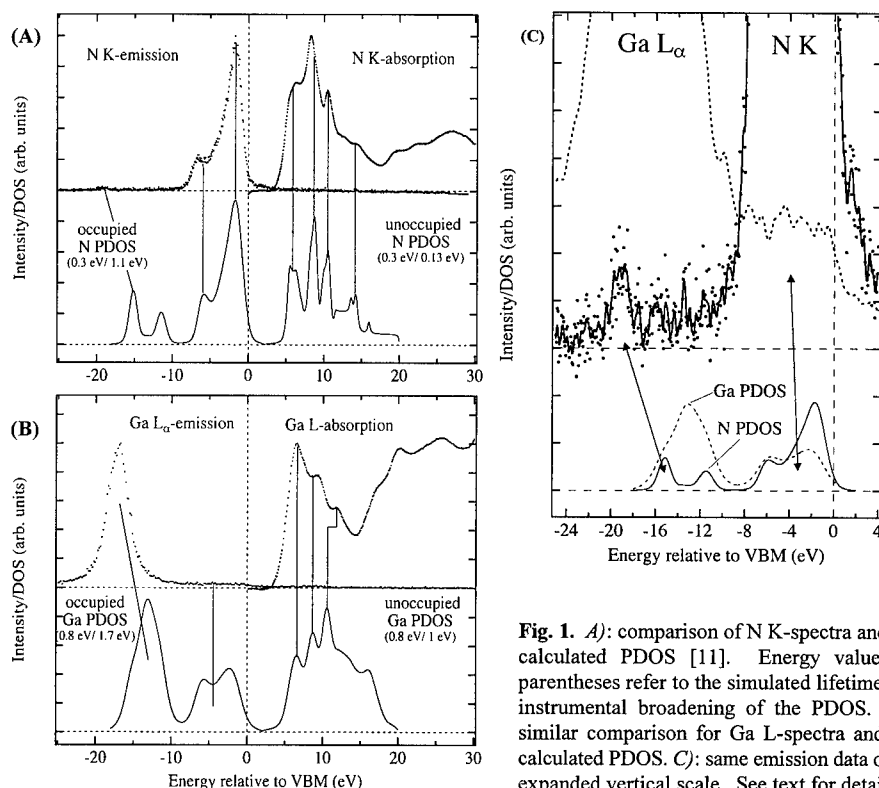 (A)
N K-emission
N K-absorption
Intensity/DOS (arb. units)
occupied
N PDOS
(0.3 eV/ 1.1 eV)
unoccupied
N PDOS
(0.3 eV/ 0.13 eV)
-20 -10 0 10 20 30
(B)
Ga Lα-emission
Ga L-absorption
Intensity/DOS (arb. units)
occupied
Ga PDOS
(0.8 eV/ 1.7 eV)
unoccupied
Ga PDOS
(0.8 eV/ 1 eV)
-20 -10 0 10 20 30
Energy relative to VBM (eV)
(C)
Ga Lα
N K
Intensity/DOS (arb. units)
Ga PDOS
N PDOS
-24 -20 -16 -12 -8 -4 0 4
Energy relative to VBM (eV)
Fig. 1. A): comparison of N K-spectra and
calculated PDOS [11]. Energy value
parentheses refer to the simulated lifetime
instrumental broadening of the PDOS.
similar comparison for Ga L-spectra and
calculated PDOS. C): same emission data o
expanded vertical scale. See text for detai